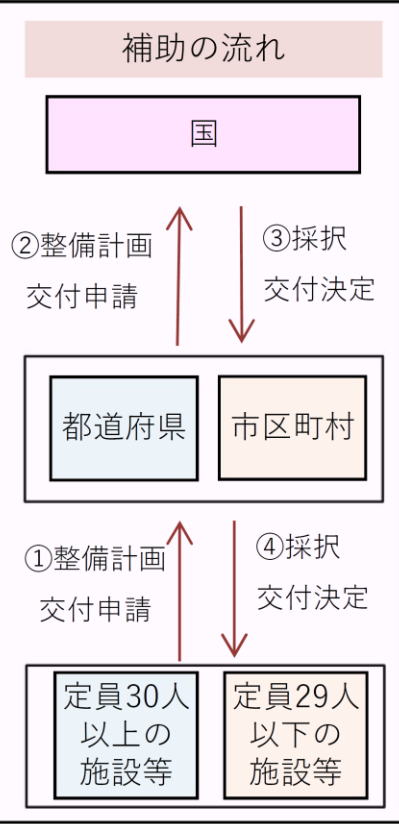 補助の流れ
国
②整備計画
交付申請
③採択
交付決定
都道府県
市区町村
①整備計画
交付申請
④採択
交付決定
定員30人
以上の
施設等
定員29人
以下の
施設等